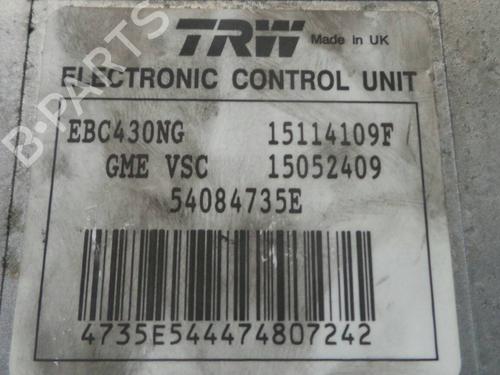 TRW Made in UK
ELECTRONIC CONTROL UNIT
EBC430NG 15114109F
GME VSC 15052409
54084735E
4735E544474807242
B-PARTS